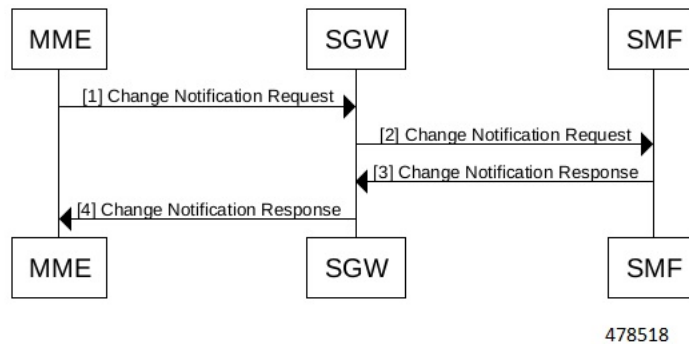 MME SGW SMF
[1] Change Notification Request
[2] Change Notification Request
[3] Change Notification Response
[4] Change Notification Response
MME SGW SMF
478518